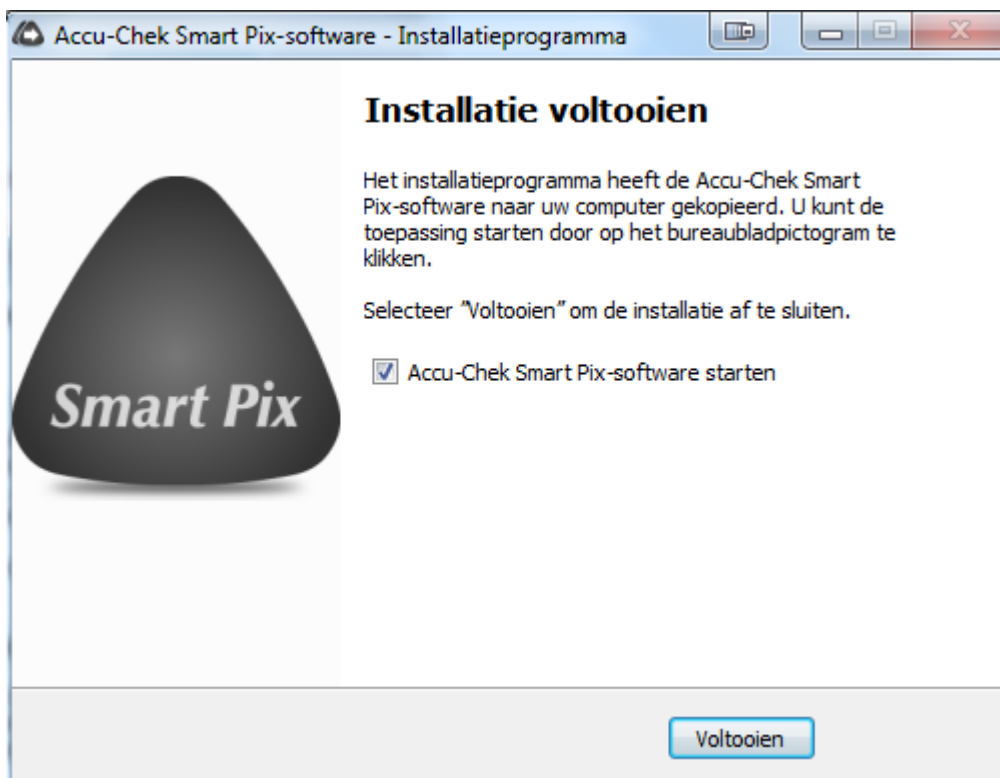 Accu-Chek Smart Pix-software - Installatieprogramma
Installatie voltooien
Het installatieprogramma heeft de Accu-Chek Smart
Pix-software naar uw computer gekopieerd. U kunt de
toepassing starten door op het bureaubladpictogram te
klikken.
Selecteer "Voltooien" om de installatie af te sluiten.
Accu-Chek Smart Pix-software starten
Smart Pix
Voltooien